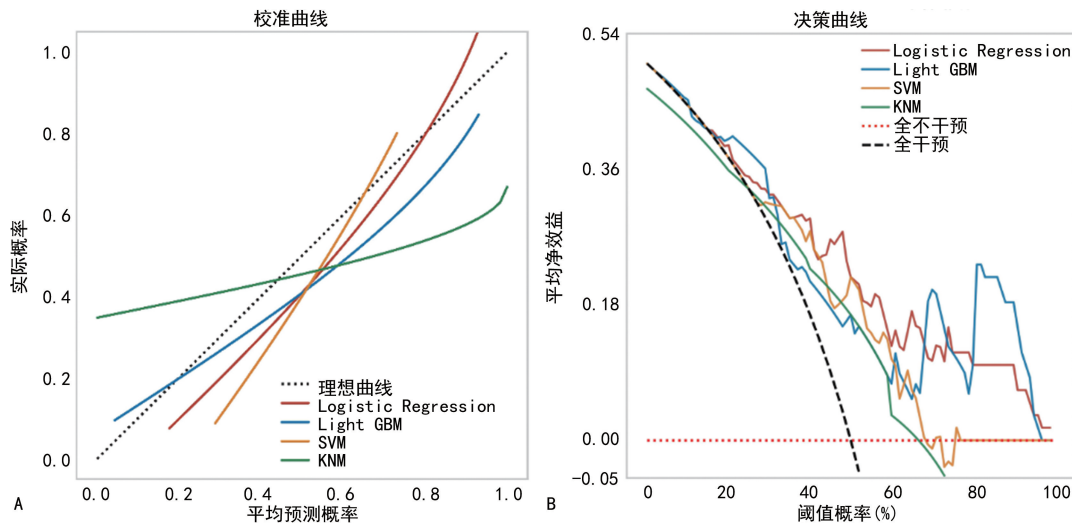 校准曲线
1.0
0.8
0.6
0.4
0.2
0.0
实际概率
理想曲线
Logistic Regression
Light GBM
SVM
KNM
0.0 0.2 0.4 0.6 0.8 1.0
平均预测概率
A
决策曲线
0.54
0.36
0.18
0.00
-0.05
平均净效益
Logistic Regression
Light GBM
SVM
KNM
全不干预
全干预
0 20 40 60 80 100
阈值概率(%)
B